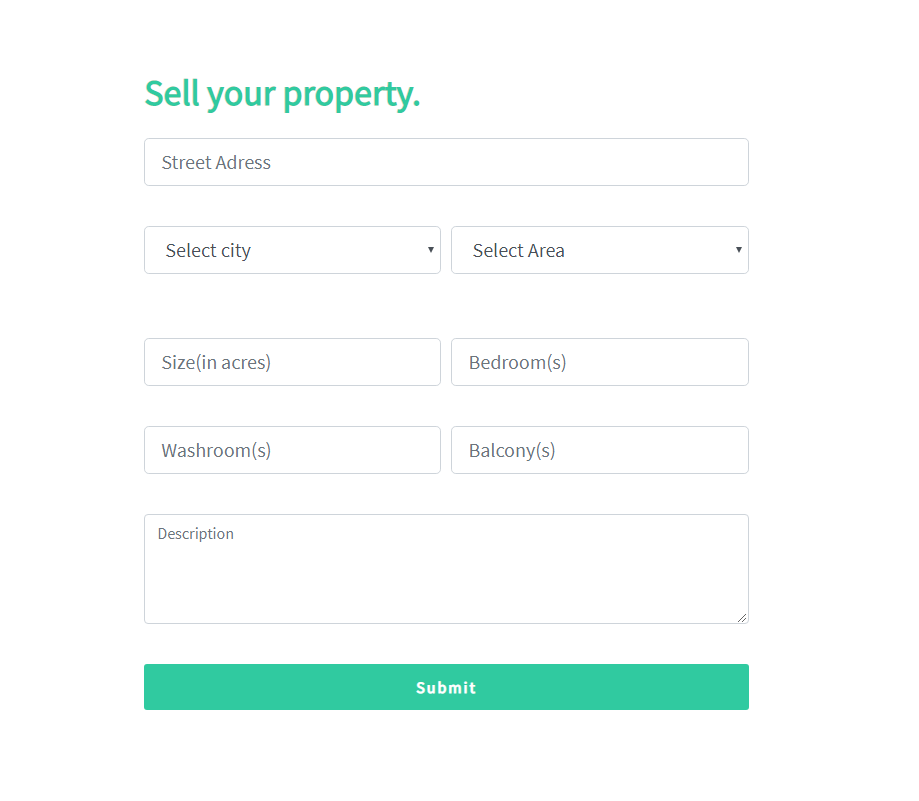 Sell your property.
Street Adress
Select city
Select Area
Size(in acres)
Bedroom(s)
Washroom(s)
Balcony(s)
Description
Submit